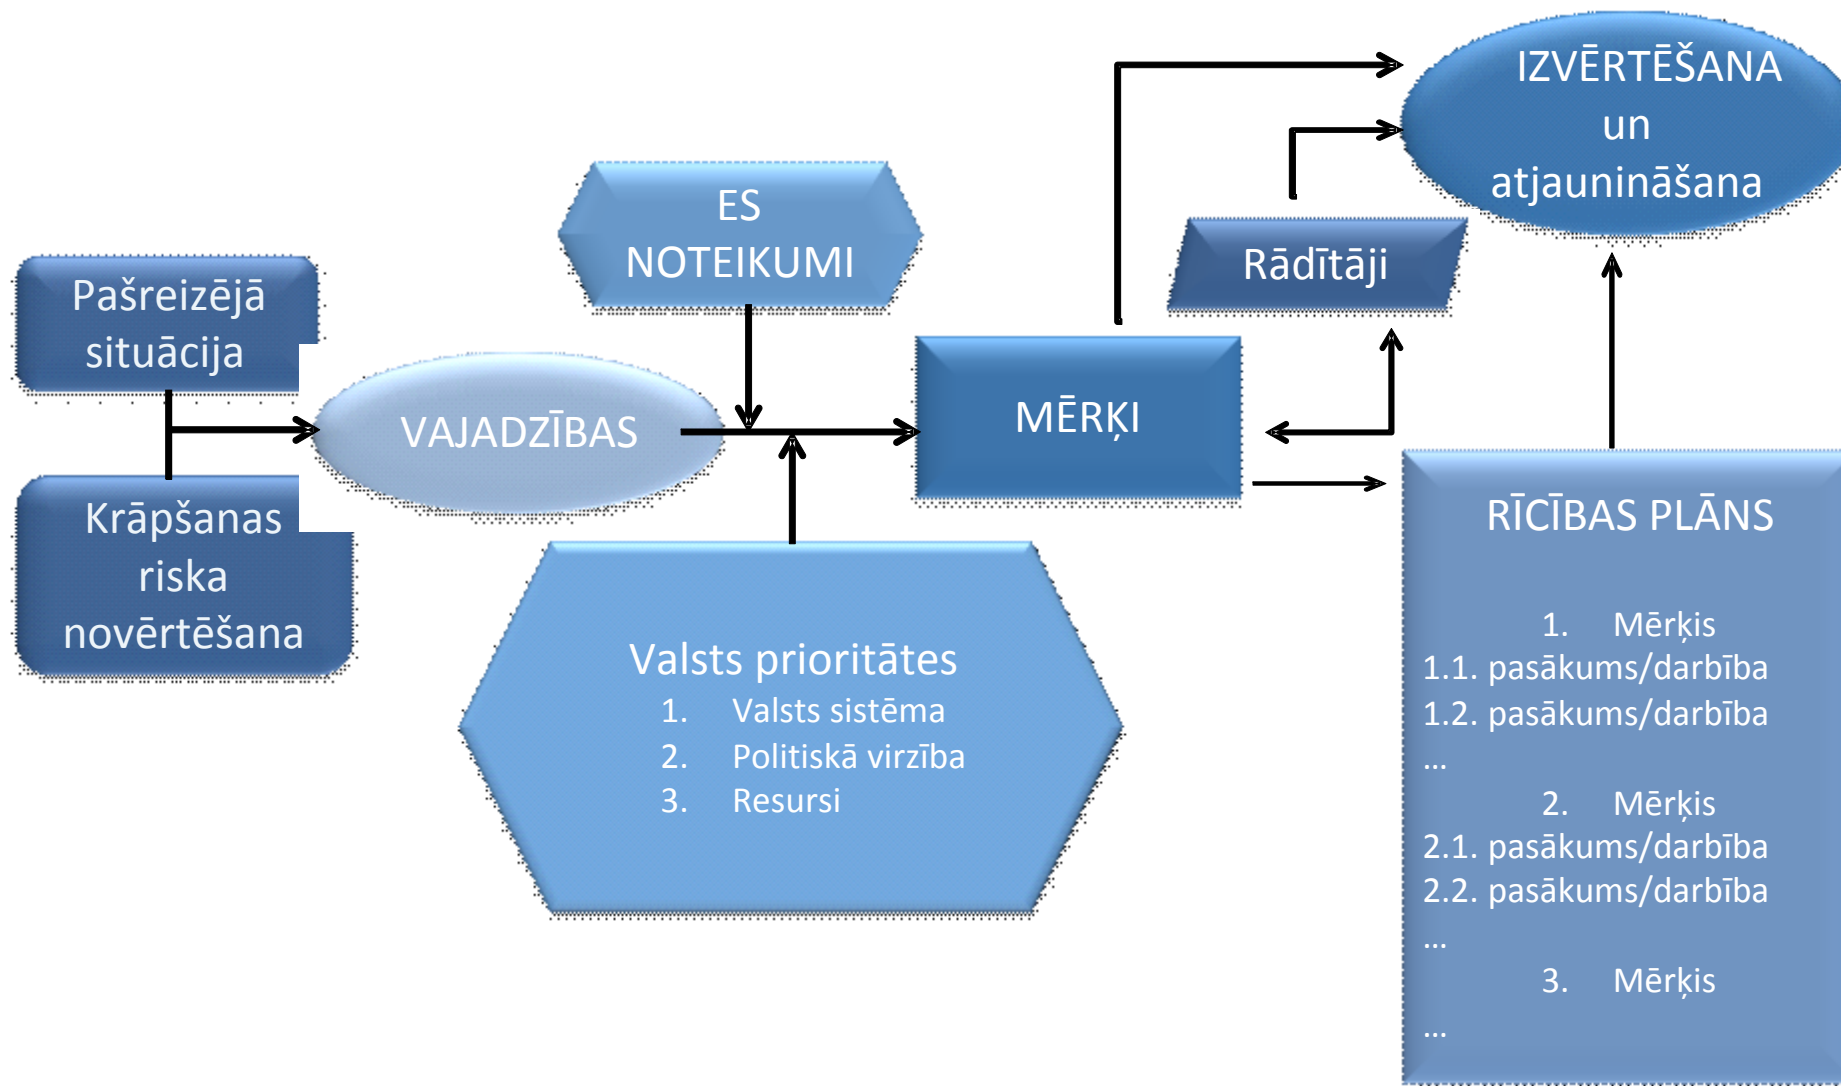 Pašreizējā
situācija
Krāpšanas
riska
novērtēšana
VAJADZĪBAS
ES
NOTEIKUMI
Valsts prioritātes
1. Valsts sistēma
2. Politiskā virzība
3. Resursi
MĒRĶI
Rādītāji
IZVĒRTĒŠANA
un
atjaunināšana
RĪCĪBAS PLĀNS
1. Mērķis
1.1. pasākums/darbība
1.2. pasākums/darbība
...
2. Mērķis
2.1. pasākums/darbība
2.2. pasākums/darbība
...
3. Mērķis
...